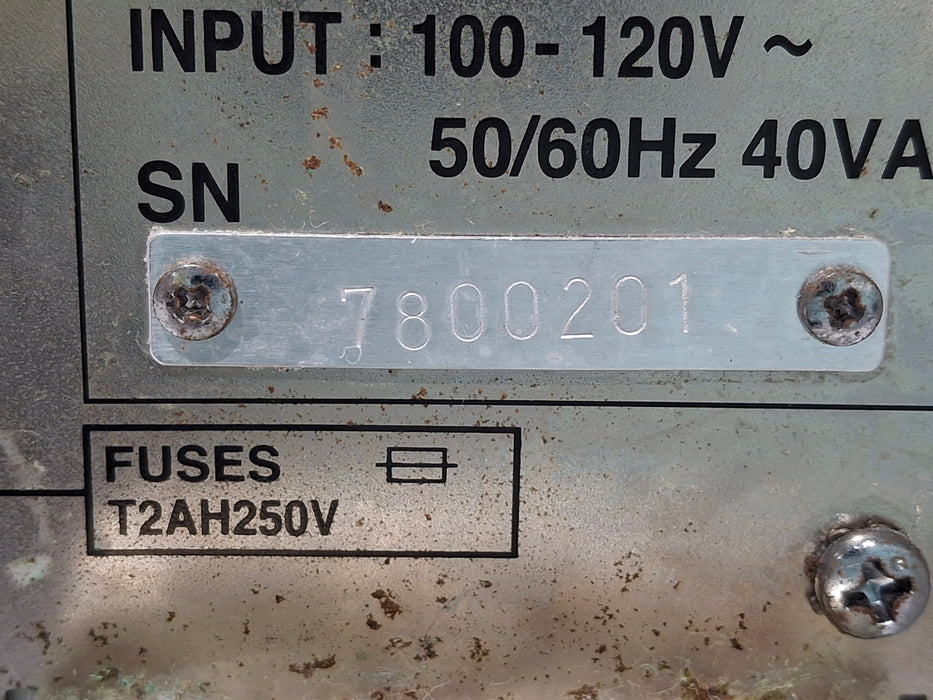 INPUT : 100-120V ~
50/60Hz 40VA
SN
7800201
FUSES
T2AH250V